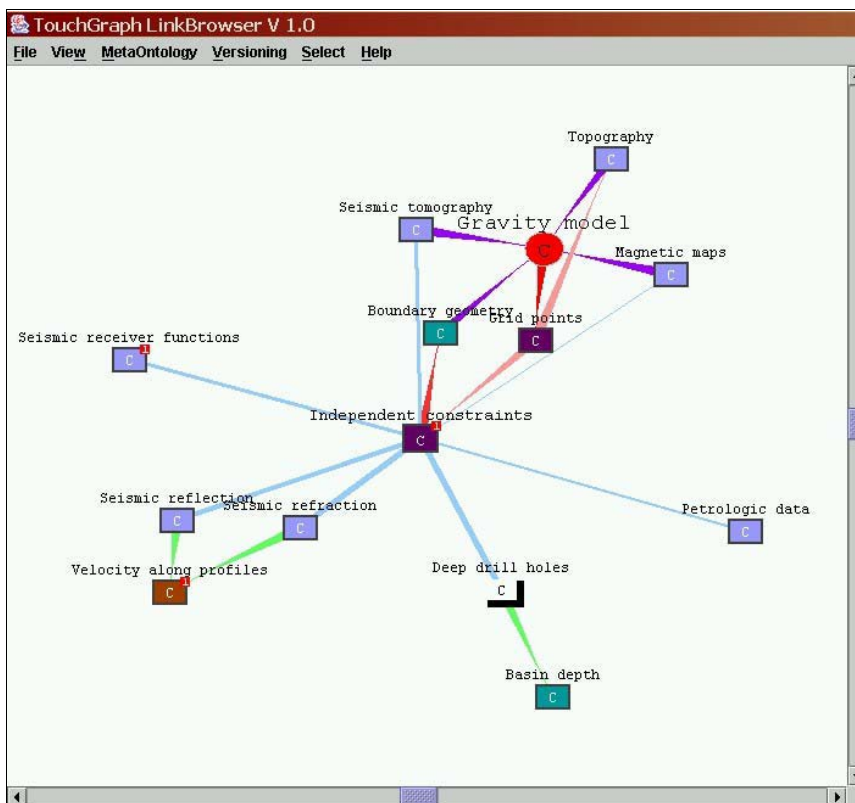 TouchGraph LinkBrowser V 1.0
File View MetaOntology Versioning Select Help
Topography
C
Seismic tomography
C
Gravity model
C
Magnetic maps
C
Boundary geometry
C
Grid points
C
Seismic receiver functions
1
C
Independent constraints
1
C
Seismic reflection
C
Seismic refraction
C
Petrologic data
C
Velocity along profiles
1
C
Deep drill holes
C
Basin depth
C